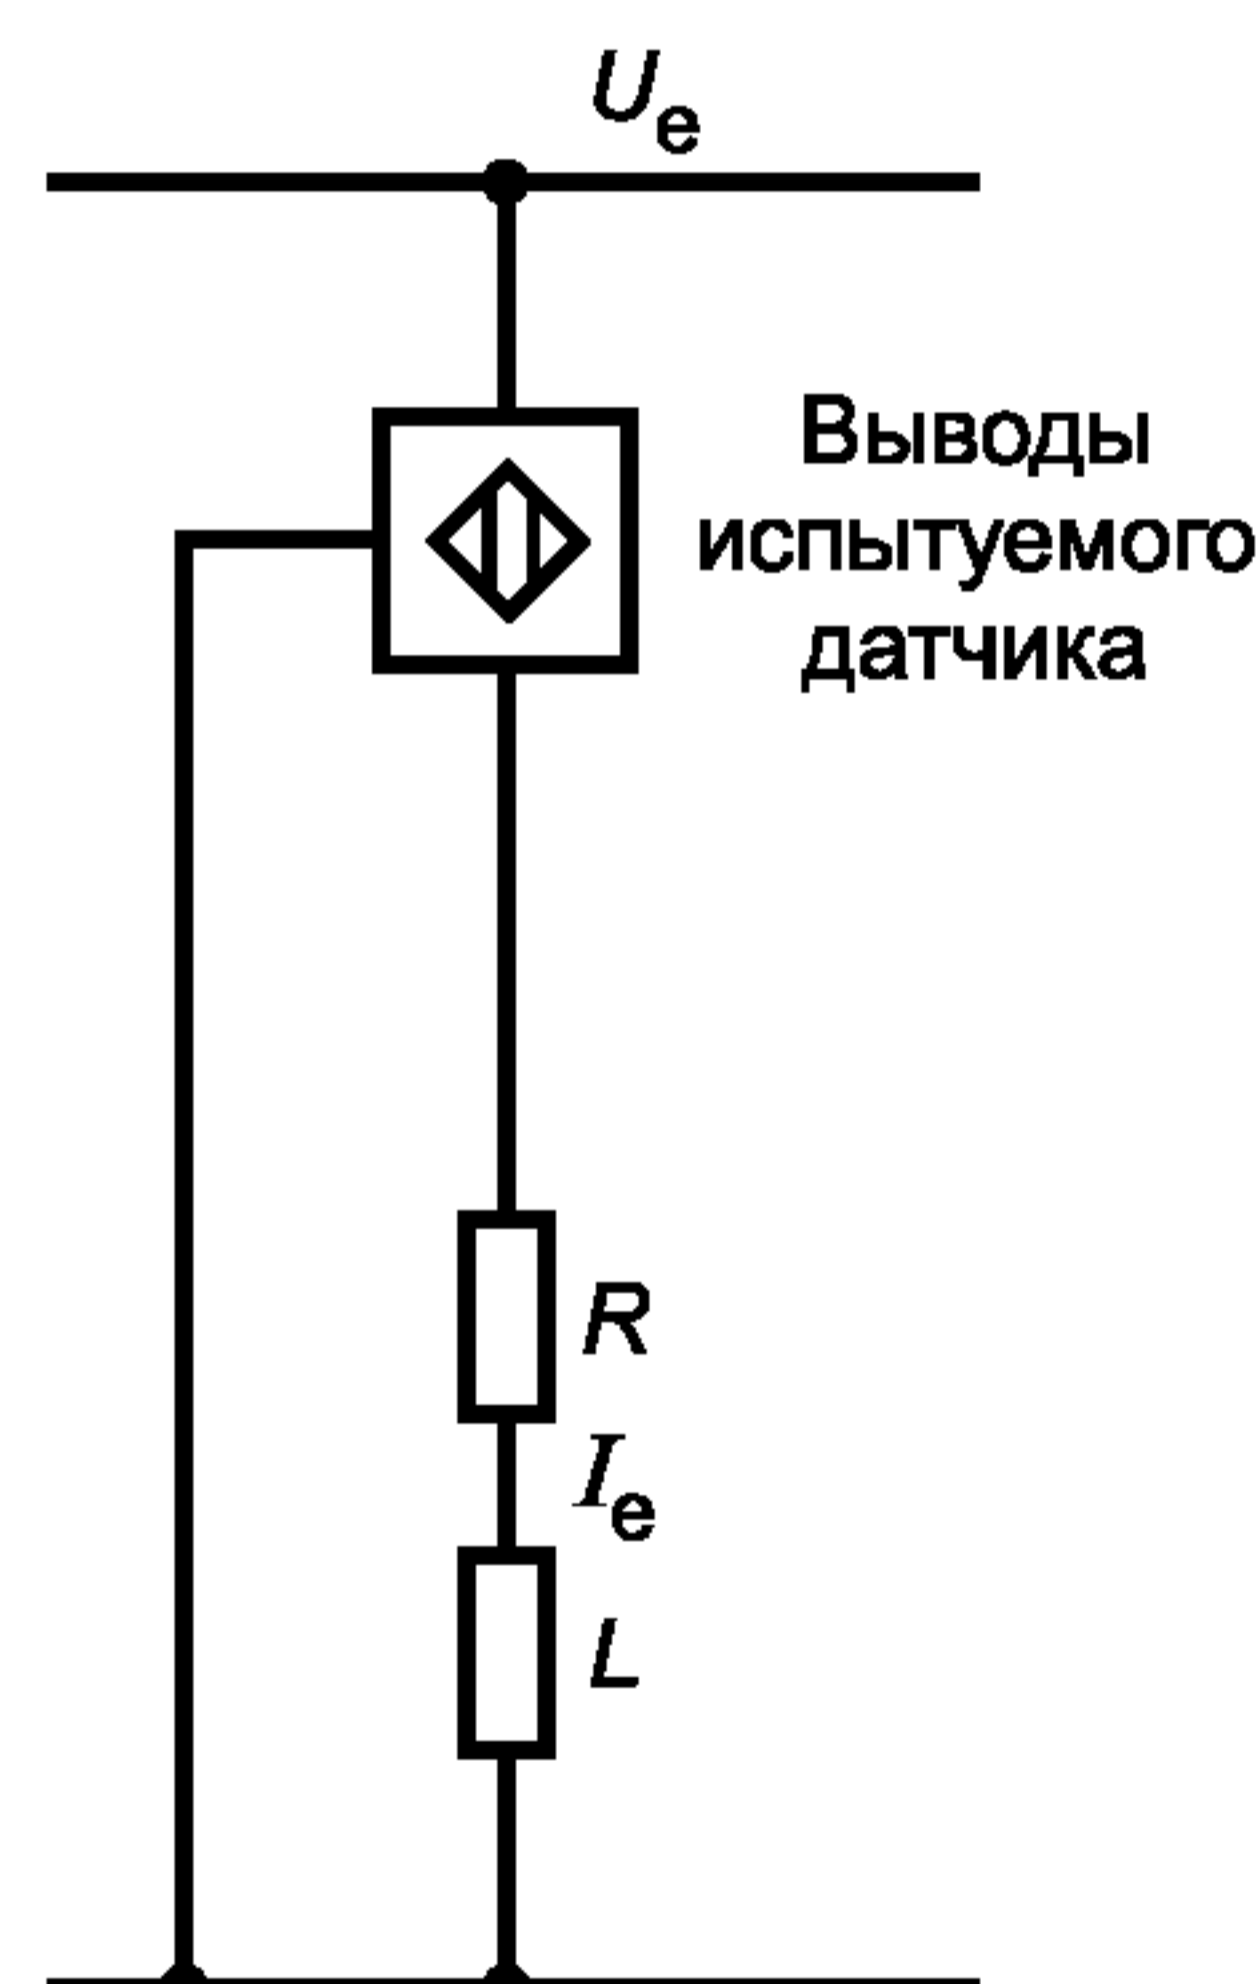 Ue
Выводы
испытуемого
датчика
R
Ie
L